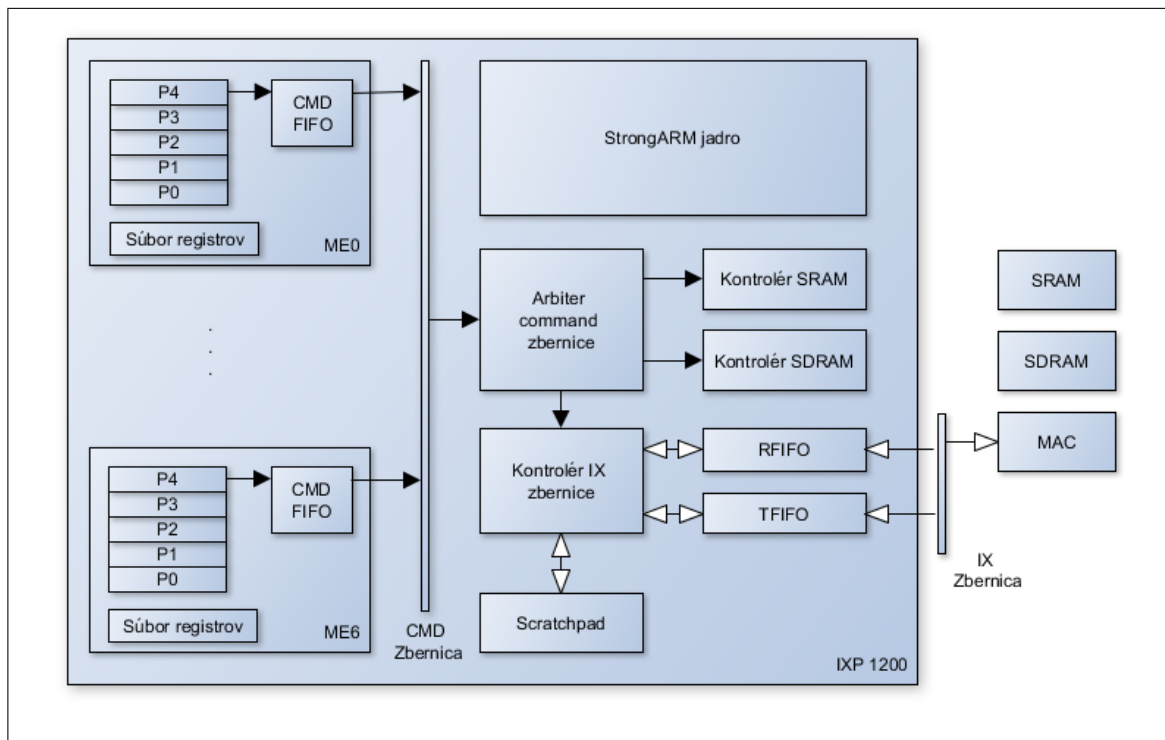 P4
P3
P2
P1
P0
CMD
FIFO
Súbor registrov
ME0
.
.
.
P4
P3
P2
P1
P0
CMD
FIFO
Súbor registrov
ME6
CMD
Zbernica
StrongARM jadro
Arbiter
command
zbernice
Kontrolér SRAM
Kontrolér SDRAM
Kontrolér IX
zbernice
RFIFO
TFIFO
Scratchpad
IXP 1200
SRAM
SDRAM
MAC
IX
Zbernica